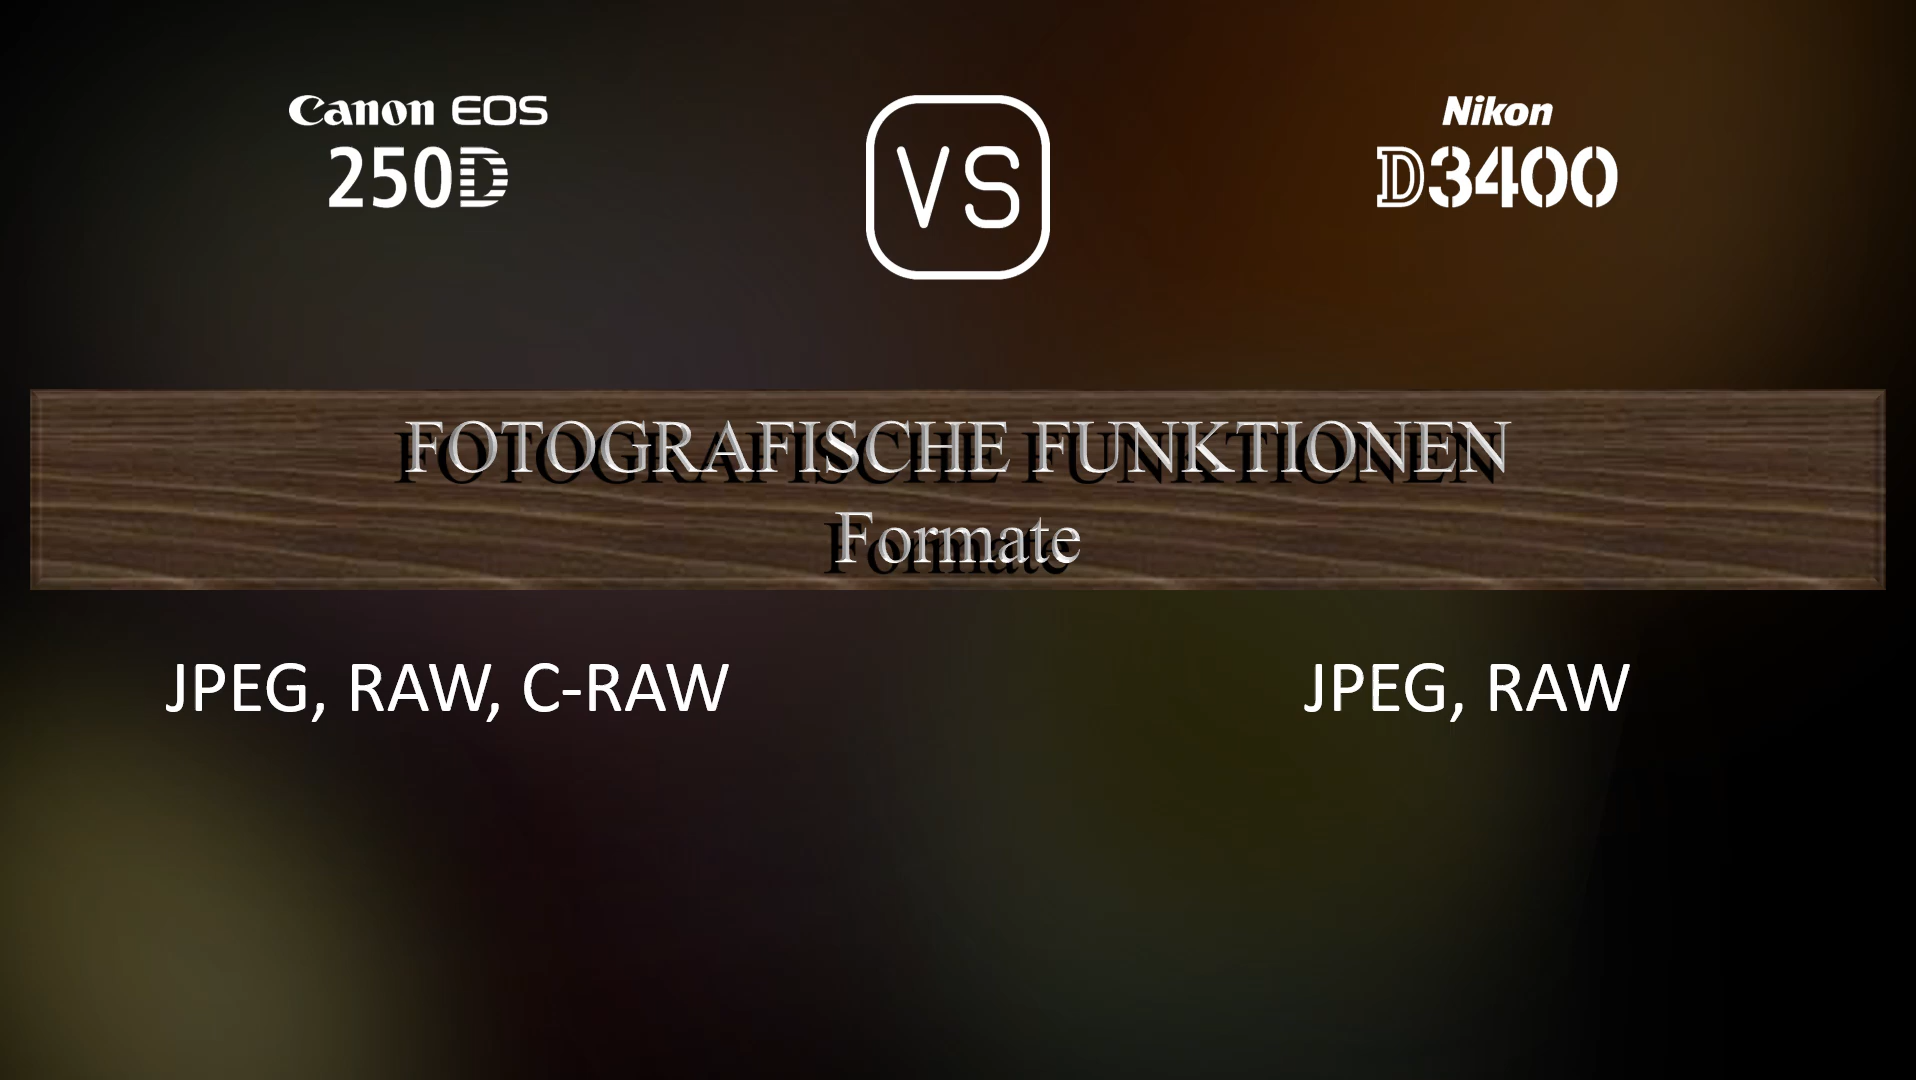 Canon EOS
250D
VS
Nikon
D3400
FOTOGRAFISCHE FUNKTIONEN
Formate
JPEG, RAW, C-RAW
JPEG, RAW